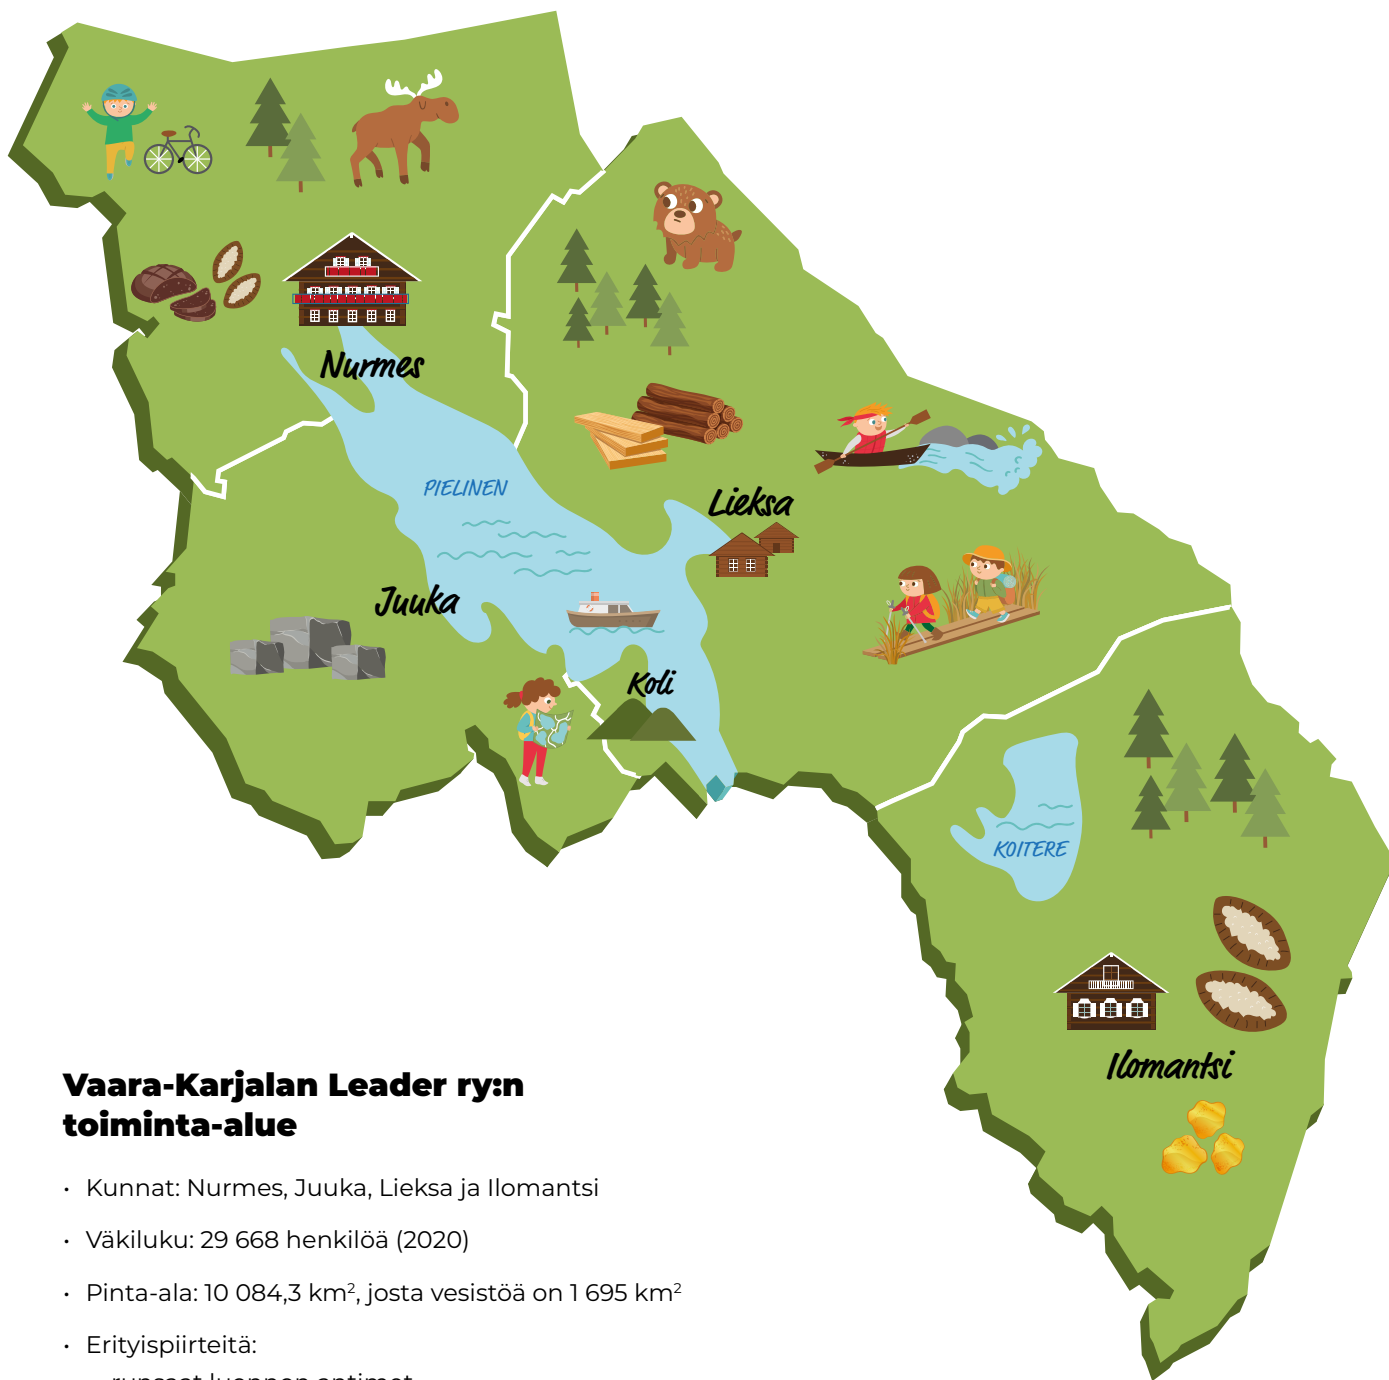 Nurmes
PIELINEN
Lieksa
Juuka
Koli
KOITERE
Ilomantsi
Vaara-Karjalan Leader ry:n
toiminta-alue
• Kunnat: Nurmes, Juuka, Lieksa ja Ilomantsi
• Väkiluku: 29 668 henkilöä (2020)
• Pinta-ala: 10 084,3 km², josta vesistöä on 1 695 km²
• Erityispiirteitä: